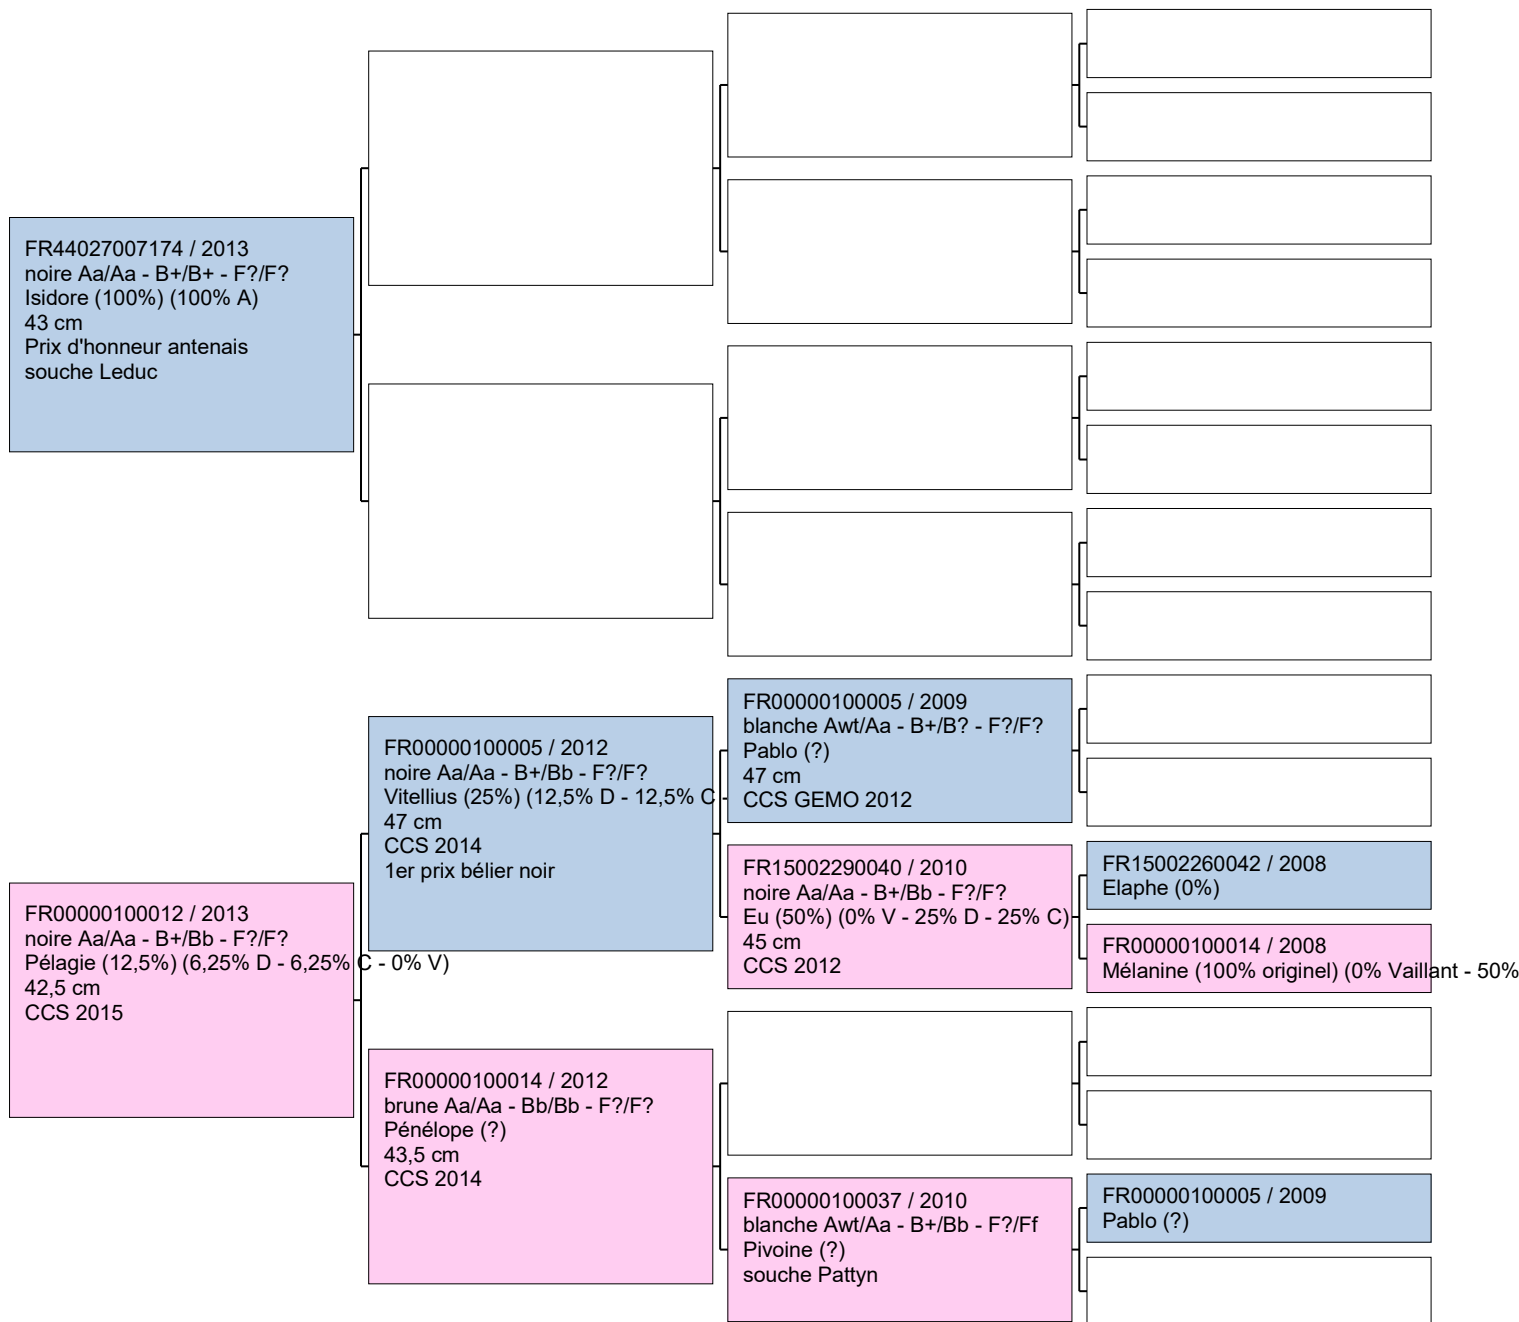 FR44027007174 / 2013
noire Aa/Aa - B+/B+ - F?/F?
Isidore (100%) (100% A)
43 cm
Prix d'honneur antenais
souche Leduc
FR00000100012 / 2013
noire Aa/Aa - B+/Bb - F?/F?
Pélagie (12,5%) (6,25% D - 6,25% C - 0% V)
42,5 cm
CCS 2015
FR00000100005 / 2012
noire Aa/Aa - B+/Bb - F?/F?
Vitellius (25%) (12,5% D - 12,5% C
47 cm
CCS 2014
1er prix bélier noir
FR00000100014 / 2012
brune Aa/Aa - Bb/Bb - F?/F?
Pénélope (?)
43,5 cm
CCS 2014
FR00000100005 / 2009
blanche Awt/Aa - B+/B? - F?/F?
Pablo (?)
47 cm
CCS GEMO 2012
FR15002290040 / 2010
noire Aa/Aa - B+/Bb - F?/F?
Eu (50%) (0% V - 25% D - 25% C)
45 cm
CCS 2012
FR00000100037 / 2010
blanche Awt/Aa - B+/Bb - F?/Ff
Pivoine (?)
souche Pattyn
FR15002260042 / 2008
Elaphe (0%)
FR00000100014 / 2008
Mélanine (100% originel) (0% Vaillant - 50%
FR00000100005 / 2009
Pablo (?)